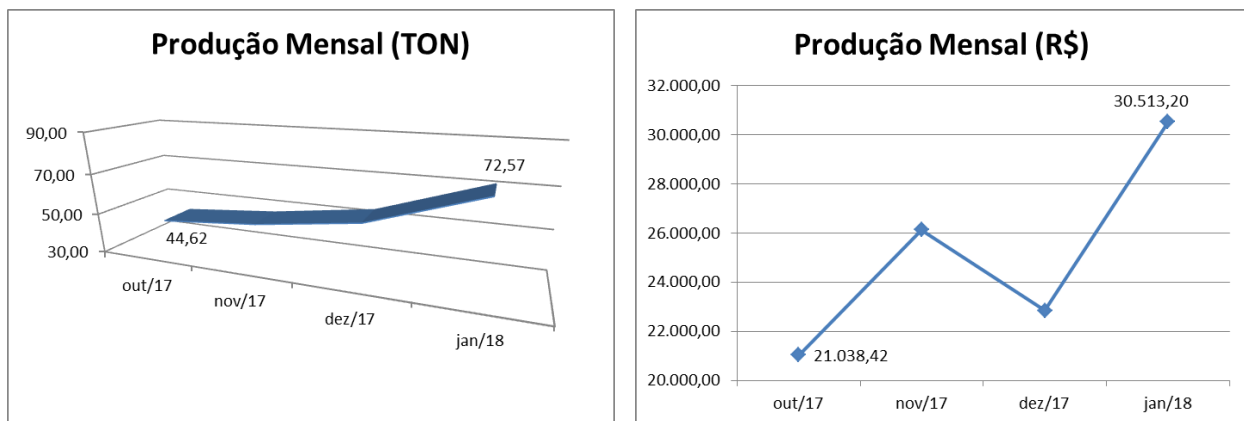 Produção Mensal (TON)
90,00
70,00
50,00
30,00
72,57
44,62
out/17
nov/17
dez/17
jan/18
Produção Mensal (R$)
32.000,00
30.000,00
28.000,00
26.000,00
24.000,00
22.000,00
20.000,00
30.513,20
21.038,42
out/17
nov/17
dez/17
jan/18